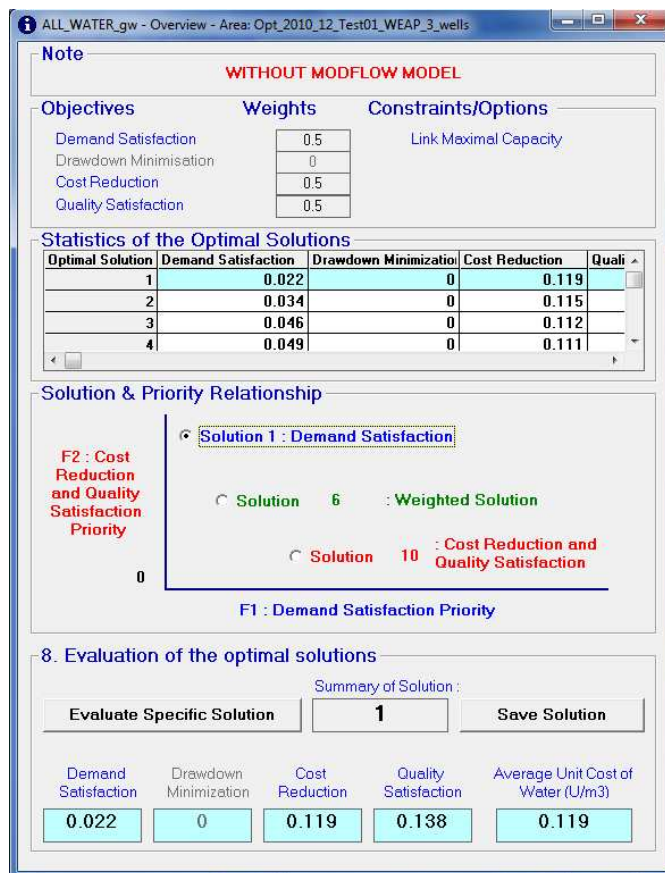 ALL_WATER_gw - Overview - Area: Opt_2010_12_Test01_WEAP_3_wells
Note
WITHOUT MODFLOW MODEL
Objectives Weights Constraints/Options
Demand Satisfaction 0.5 Link Maximal Capacity
Drawdown Minimisation 0
Cost Reduction 0.5
Quality Satisfaction 0.5
Statistics of the Optimal Solutions
Optimal Solution Demand Satisfaction Drawdown Minimization Cost Reduction Quali
1 0.022 0 0.119
2 0.034 0 0.115
3 0.046 0 0.112
4 0.049 0 0.111
Solution & Priority Relationship
Solution 1 : Demand Satisfaction
F2 : Cost
Reduction
and Quality
Satisfaction
Priority
Solution 6 : Weighted Solution
Solution 10 : Cost Reduction and
Quality Satisfaction
0
F1 : Demand Satisfaction Priority
8. Evaluation of the optimal solutions
Summary of Solution :
Evaluate Specific Solution 1 Save Solution
Demand Drawdown Cost Quality Average Unit Cost of
Satisfaction Minimization Reduction Satisfaction Water (U/m3)
0.022 0 0.119 0.138 0.119